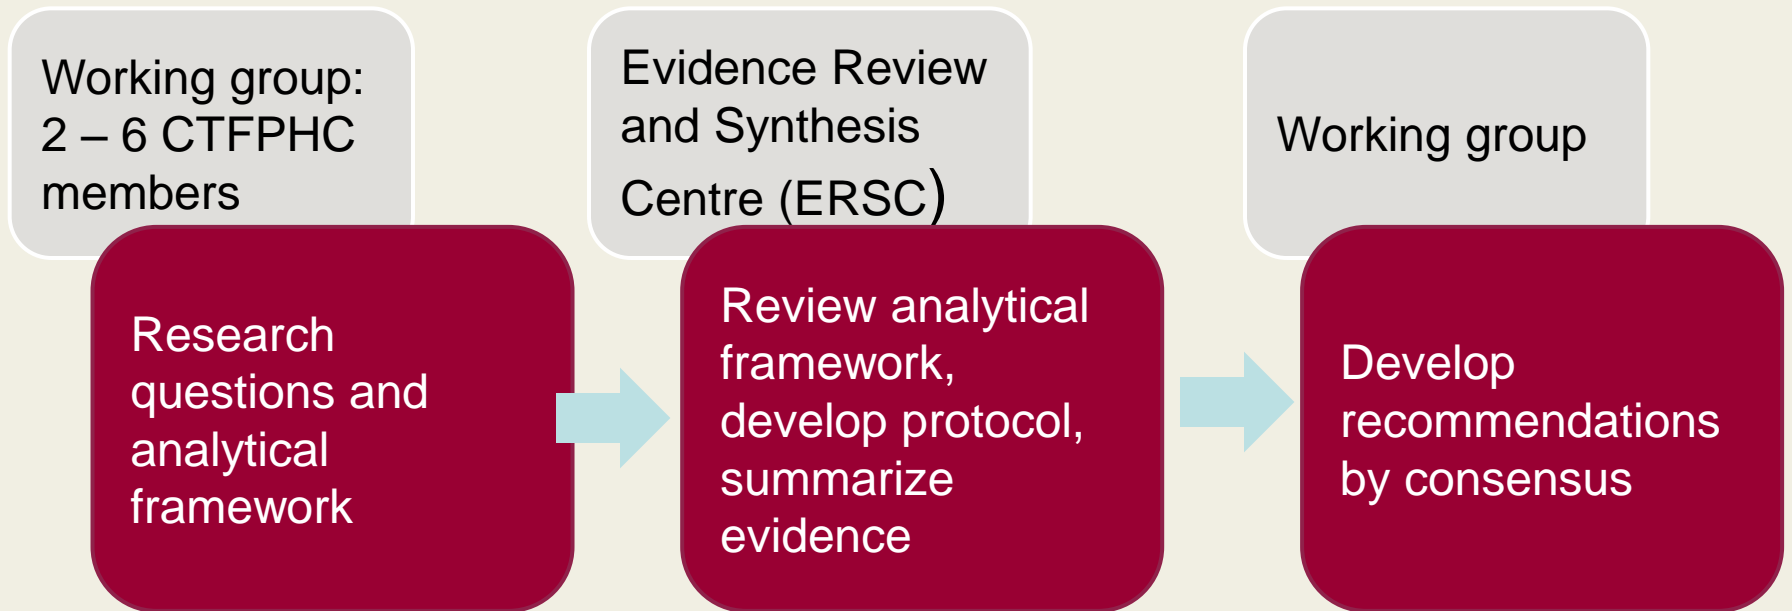 Working group:
2 – 6 CTFPHC
members
Research
questions and
analytical
framework
Evidence Review
and Synthesis
Centre (ERSC)
Review analytical
framework,
develop protocol,
summarize
evidence
Working group
Develop
recommendations
by consensus